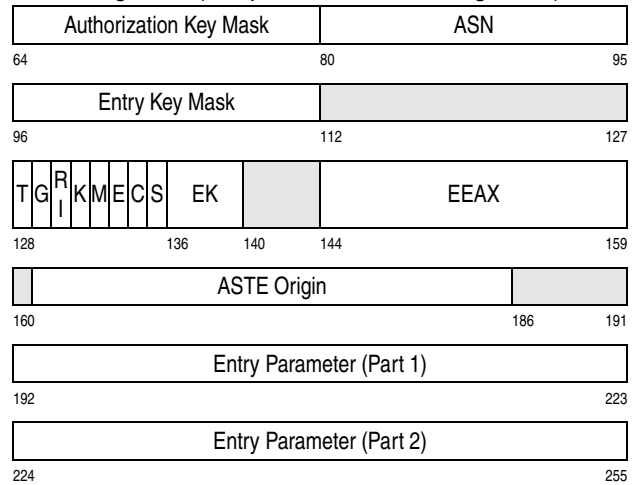 Authorization Key Mask ASN
64 80 95
Entry Key Mask
96 112 127
T G RI K M E C S EK EEAX
128 136 140 144 159
ASTE Origin
160 186 191
Entry Parameter (Part 1)
192 223
Entry Parameter (Part 2)
224 255